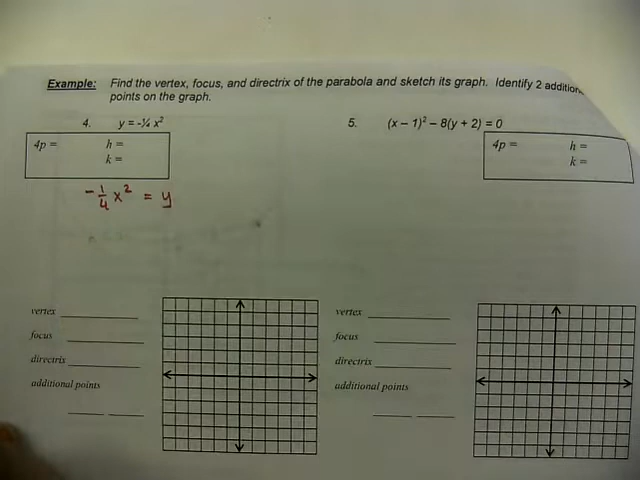 Example: Find the vertex, focus, and directrix of the parabola and sketch its graph. Identify 2
points on the graph.
4. y = -¼ x²
4p = h =
k =
-1/4 x² = y
5. (x – 1)² – 8(y + 2) = 0
4p = h =
k =
vertex
focus
directrix
additional points
vertex
focus
directrix
additional points